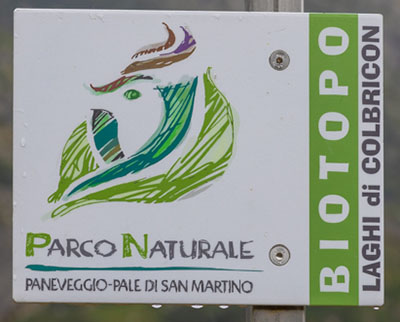 PARCO NATURALE
PANEVEGGIO-PALE DI SAN MARTINO
BIOTOPO
LAGHI di COLBRICON